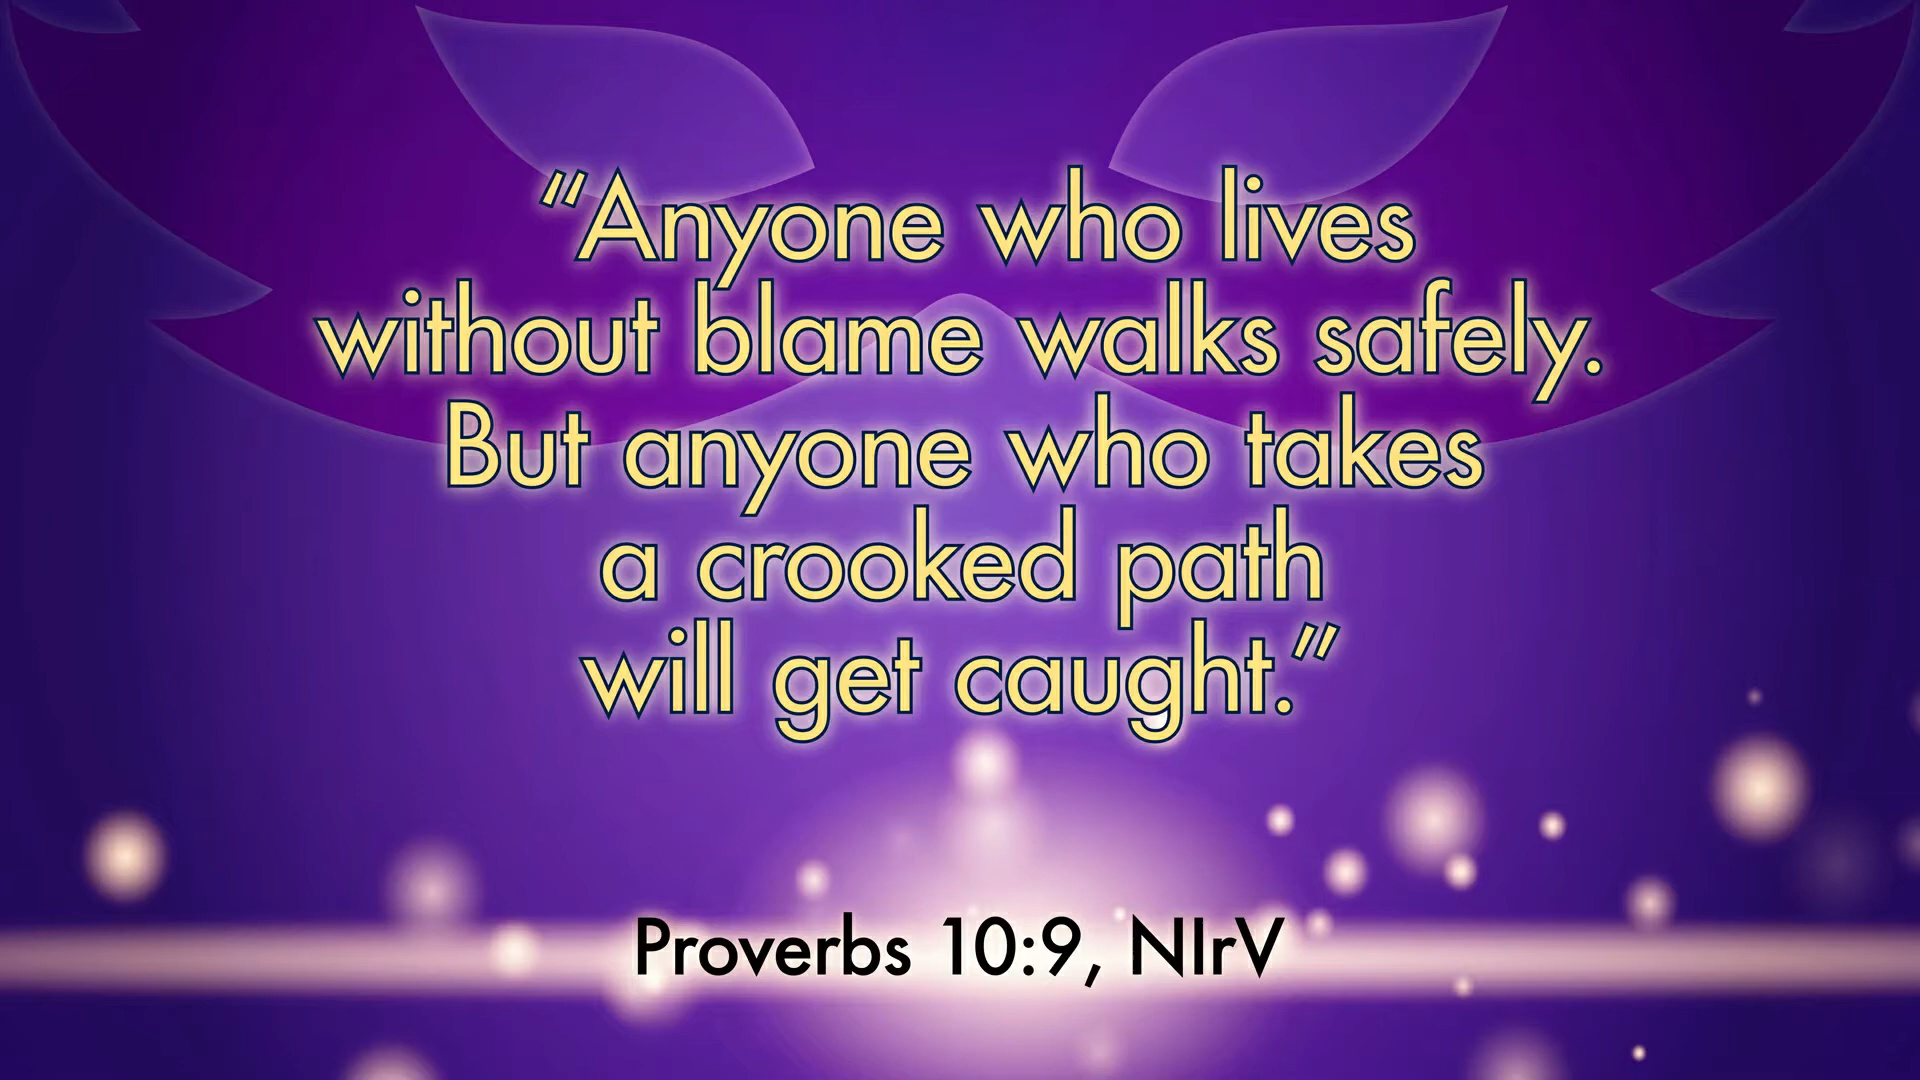 “Anyone who lives
without blame walks safely.
But anyone who takes
a crooked path
will get caught.”
Proverbs 10:9, NIrV